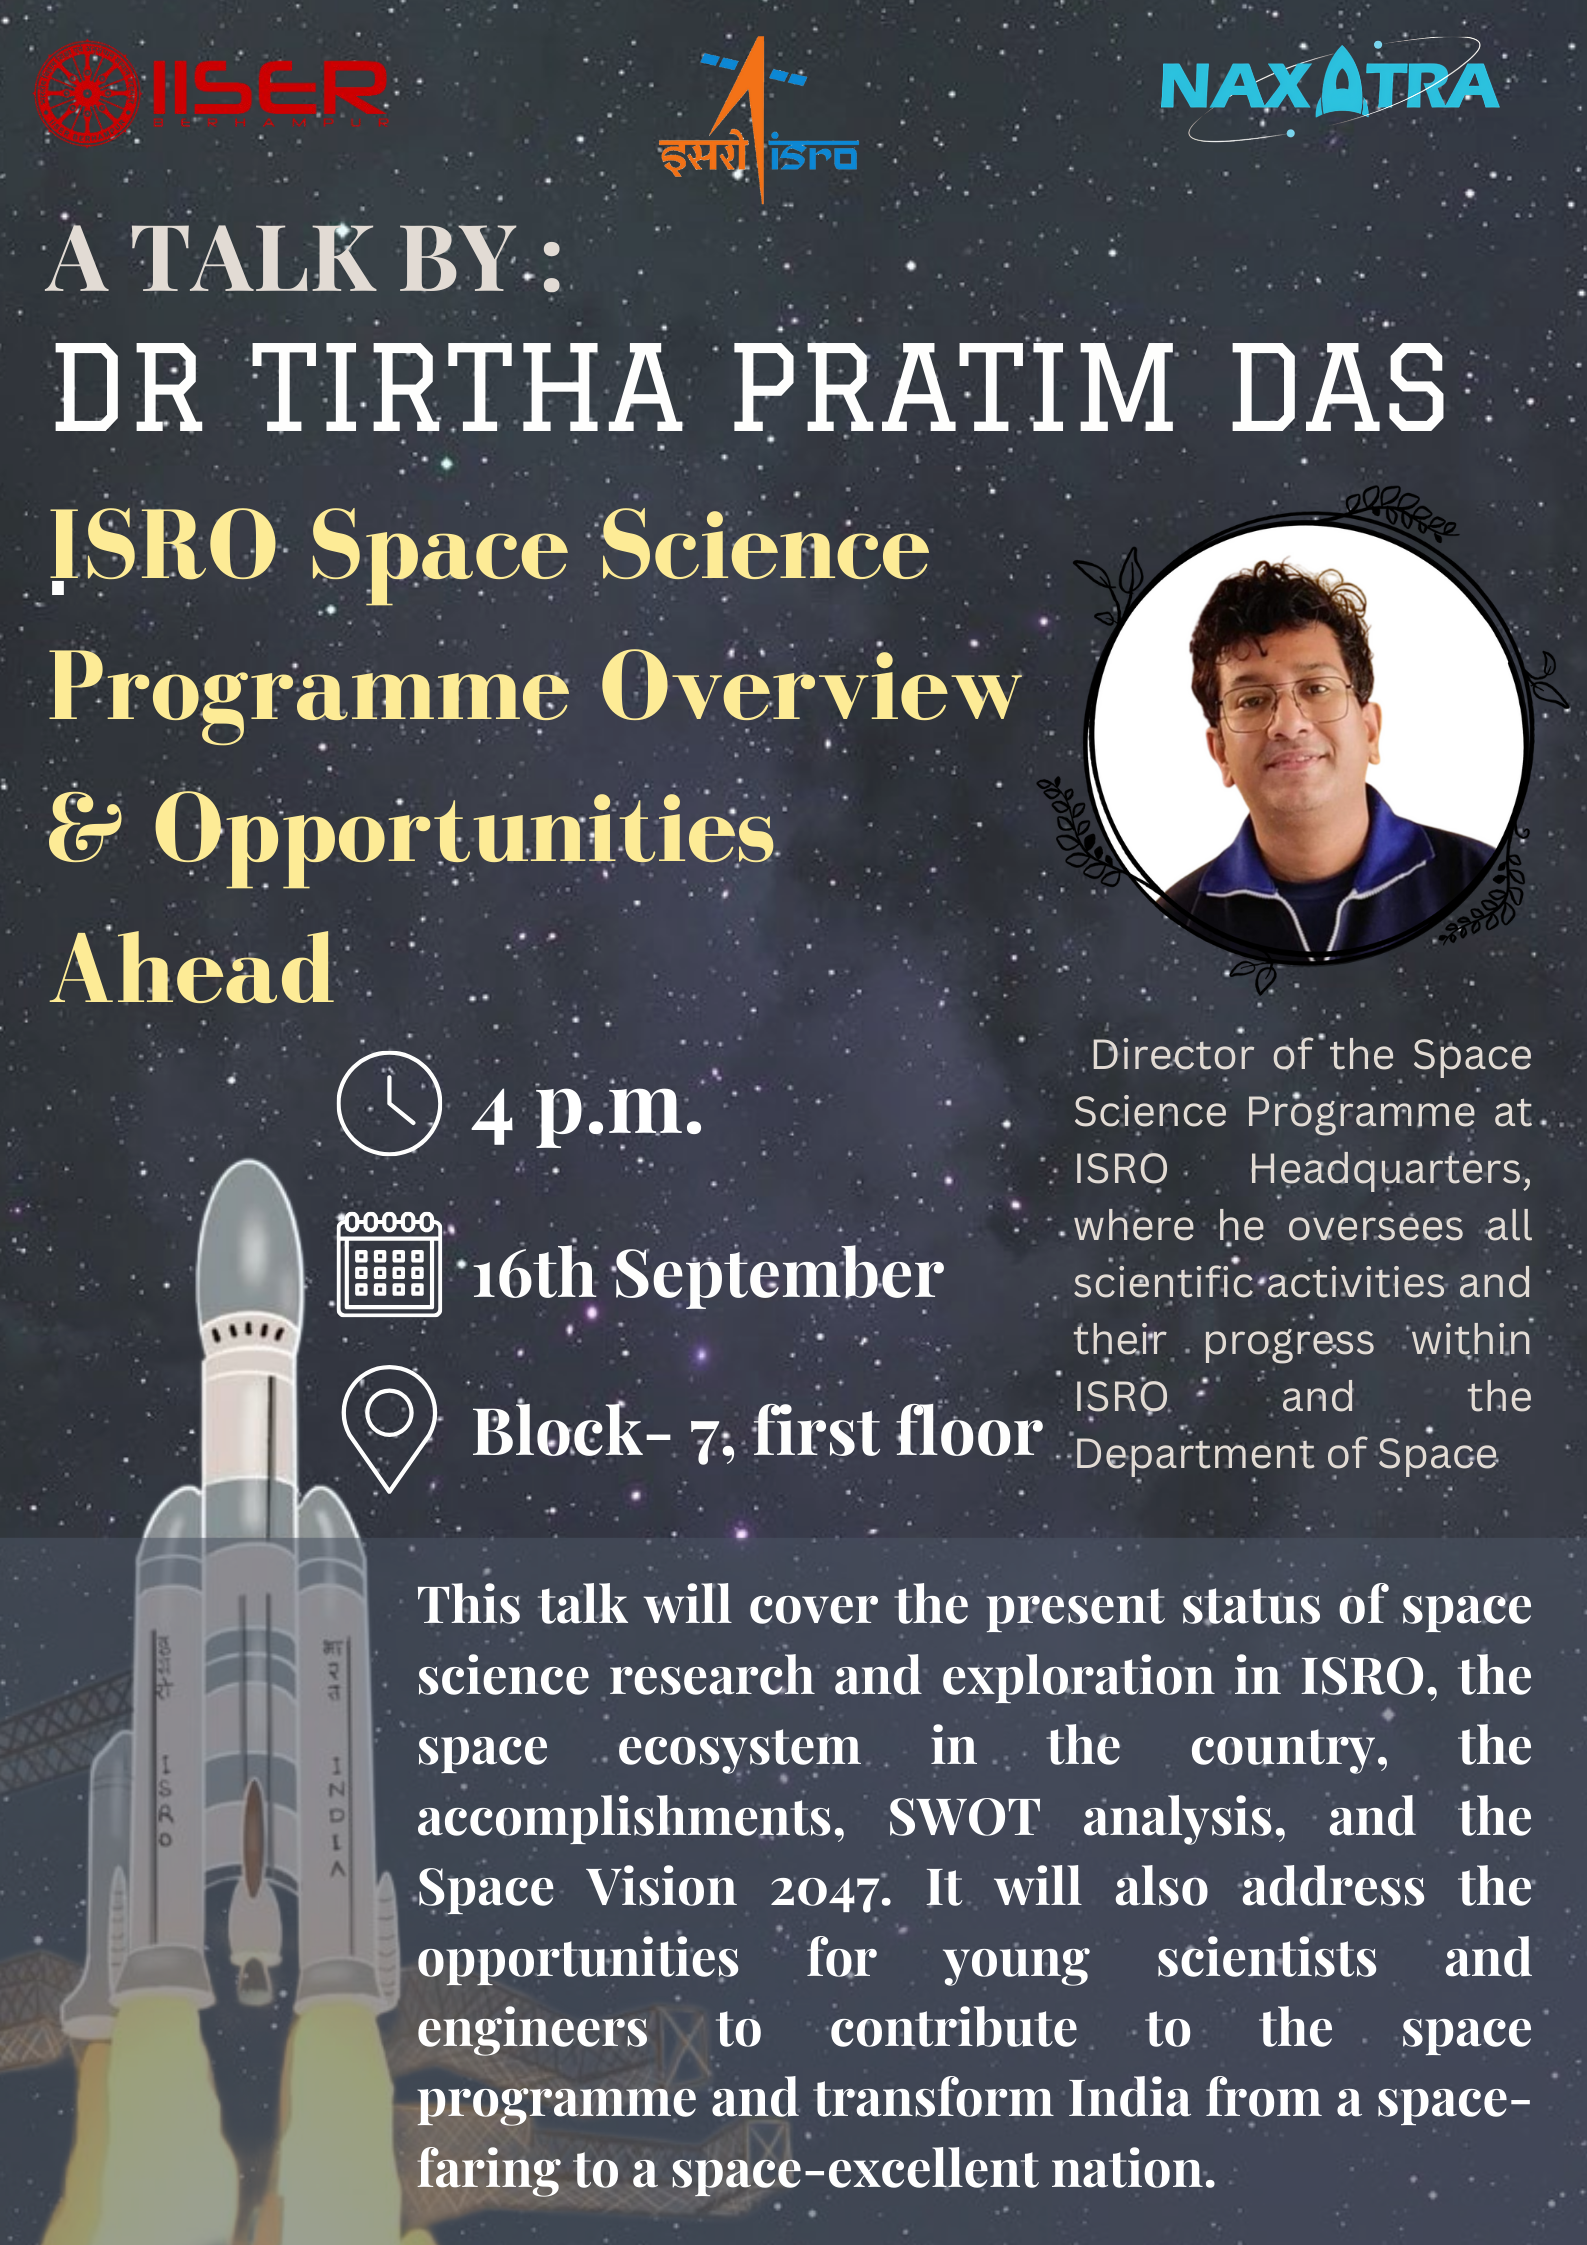 IISER
BERHAMPUR
इसरो isro
NAXATRA
A TALK BY :
DR TIRTHA PRATIM DAS
ISRO Space Science
Programme Overview
& Opportunities
Ahead
4 p.m.
16th September
Block- 7, first floor
Director of the Space
Science Programme at
ISRO Headquarters,
where he oversees all
scientific activities and
their progress within
ISRO and the
Department of Space
This talk will cover the present status of space
science research and exploration in ISRO, the
space ecosystem in the country, the
accomplishments, SWOT analysis, and the
Space Vision 2047. It will also address the
opportunities for young scientists and
engineers to contribute to the space
programme and transform India from a space-
faring to a space-excellent nation.
ISRO
भारत
INDIA